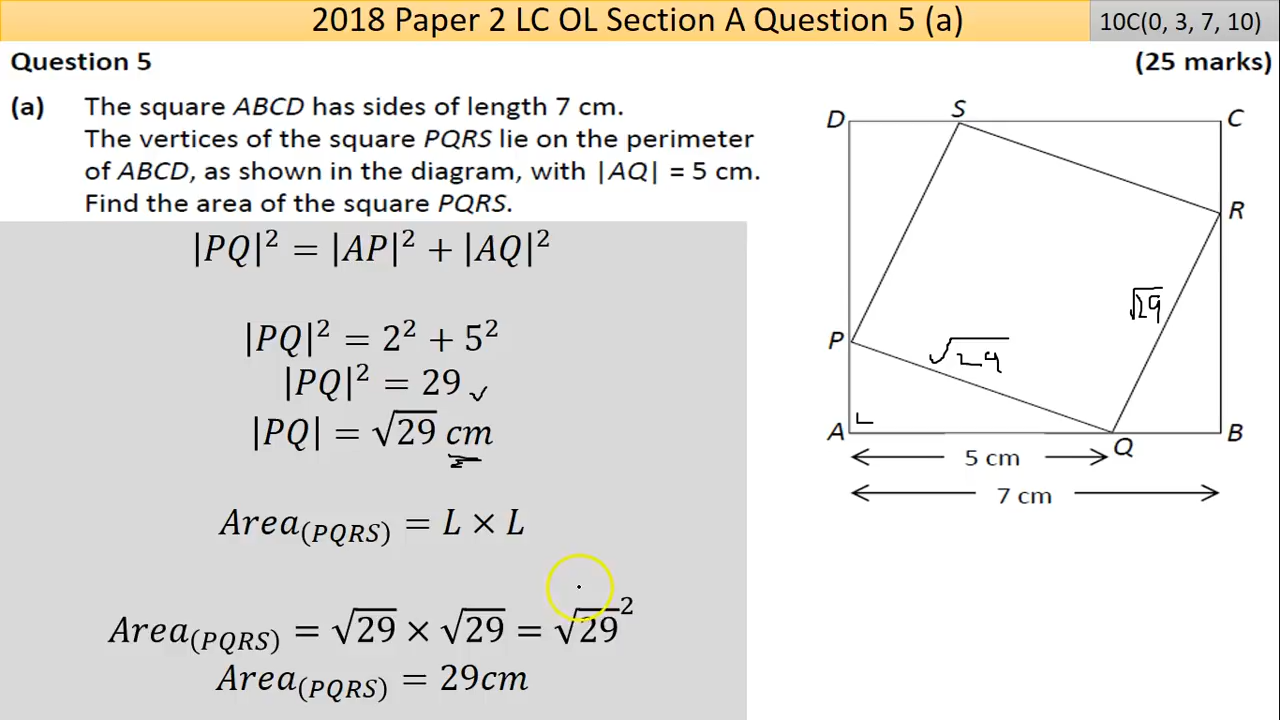 2018 Paper 2 LC OL Section A Question 5 (a)
10C(0, 3, 7, 10)
Question 5
(25 marks)
(a) The square ABCD has sides of length 7 cm.
The vertices of the square PQRS lie on the perimeter
of ABCD, as shown in the diagram, with |AQ| = 5 cm.
Find the area of the square PQRS.
|PQ|² = |AP|² + |AQ|²
|PQ|² = 2² + 5²
|PQ|² = 29 ✓
|PQ| = √29 cm
Area(PQRS) = L × L
Area(PQRS) = √29 × √29 = √29²
Area(PQRS) = 29cm
D
S
C
R
√29
P
√29
A
Q
B
5 cm
7 cm